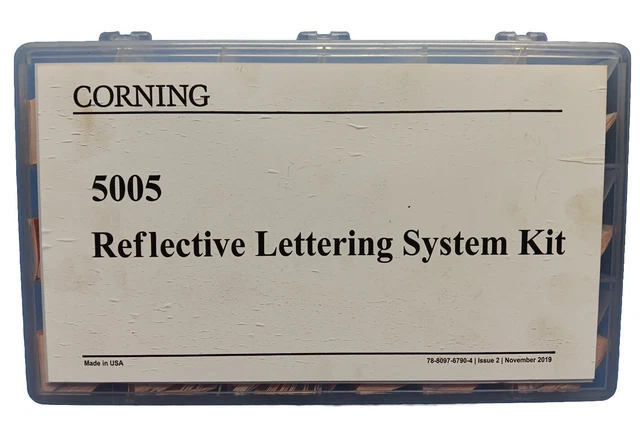 CORNING
5005
Reflective Lettering System Kit
Made in USA
78-8097-6790-4 | Issue 2 | November 2019